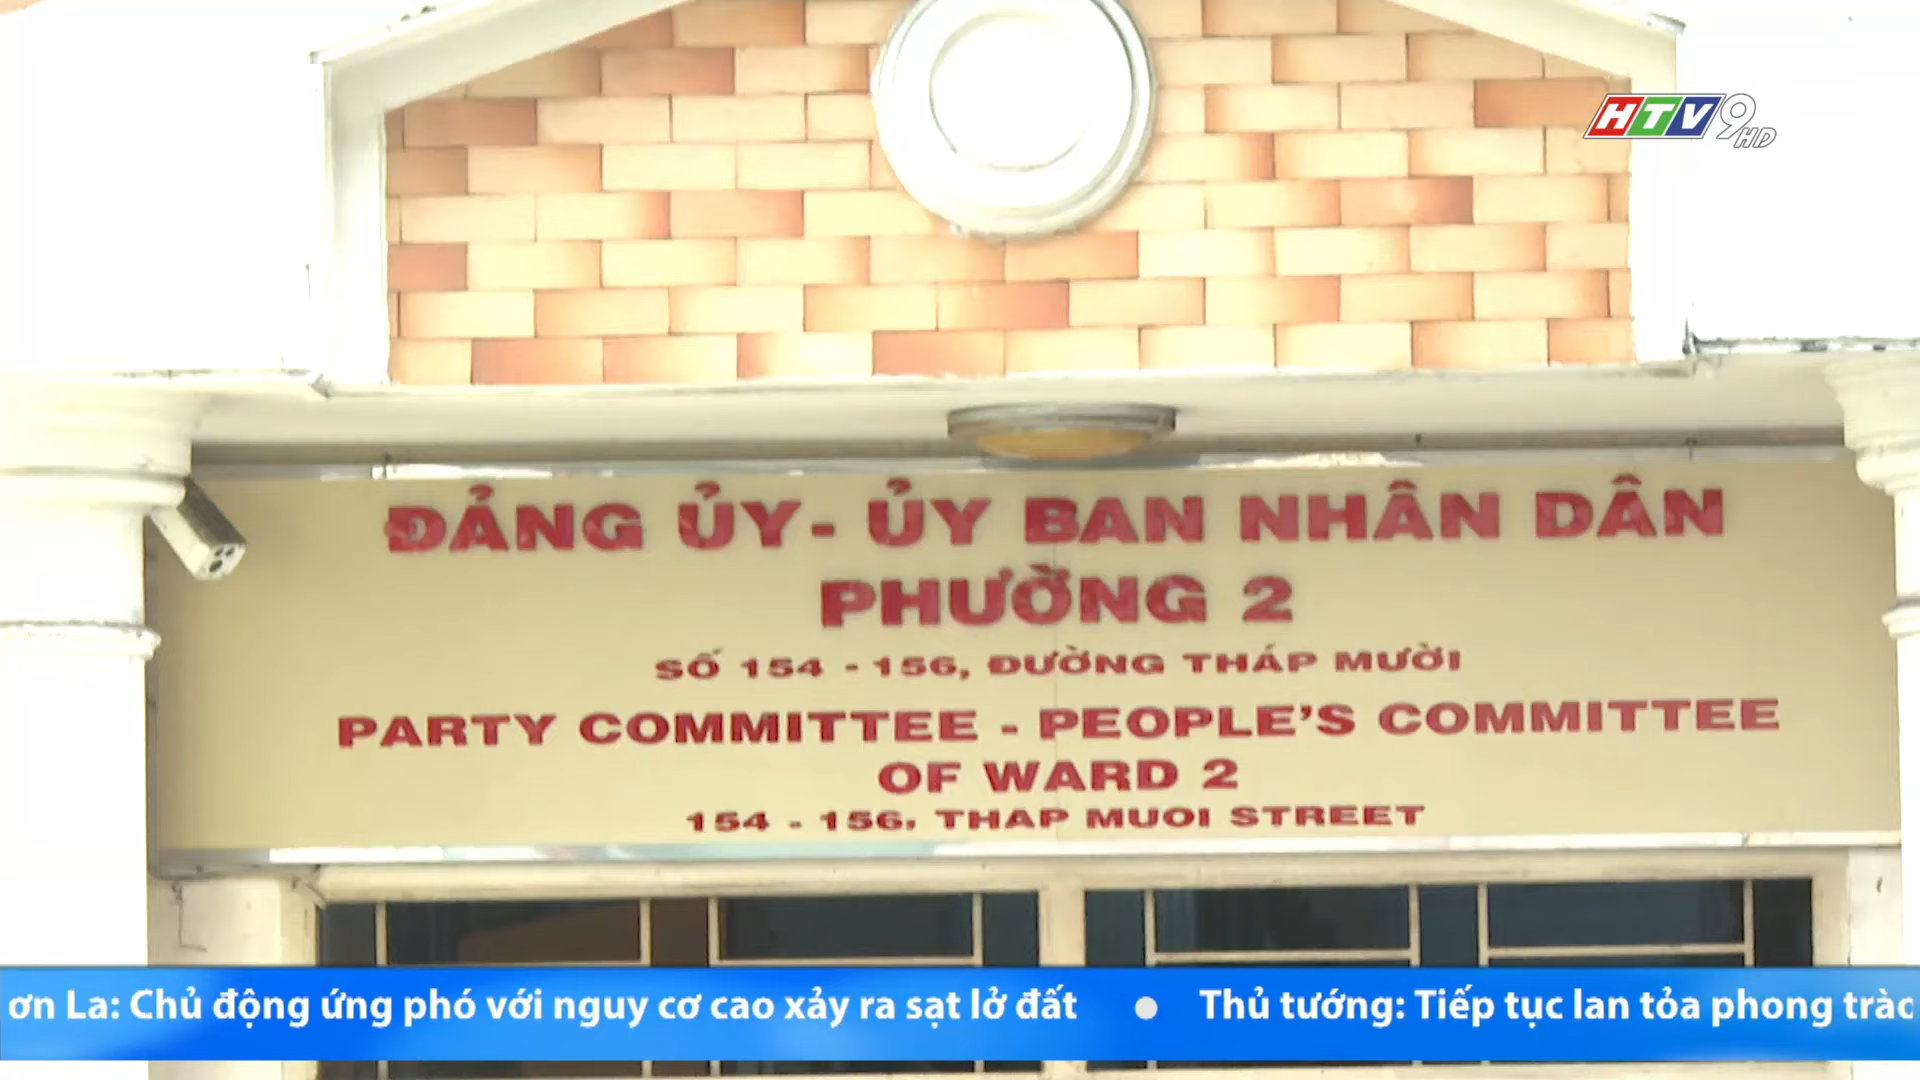 HTV9 HD
ĐẢNG ỦY - ỦY BAN NHÂN DÂN
PHƯỜNG 2
SỐ 154 - 156, ĐƯỜNG THÁP MƯỜI
PARTY COMMITTEE - PEOPLE'S COMMITTEE
OF WARD 2
154 - 156, THAP MUOI STREET
ơn La: Chủ động ứng phó với nguy cơ cao xảy ra sạt lở đất ● Thủ tướng: Tiếp tục lan tỏa phong trào